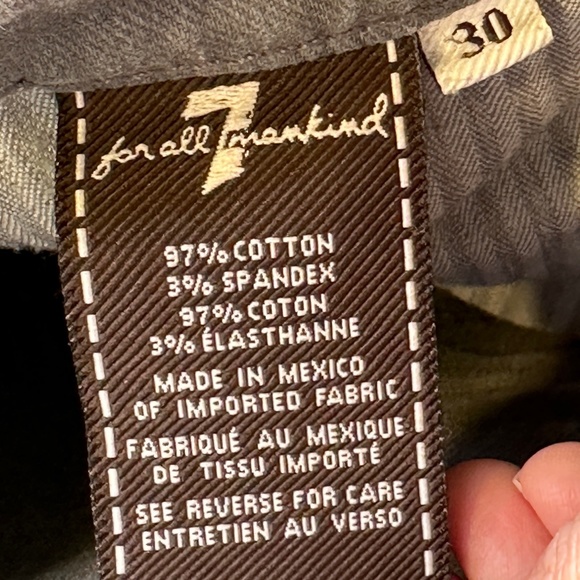 30
for all 7 mankind
97% COTTON
3% SPANDEX
97% COTON
3% ÉLASTHANNE
MADE IN MEXICO
OF IMPORTED FABRIC
FABRIQUÉ AU MEXIQUE
DE TISSU IMPORTÉ
SEE REVERSE FOR CARE
ENTRETIEN AU VERSO